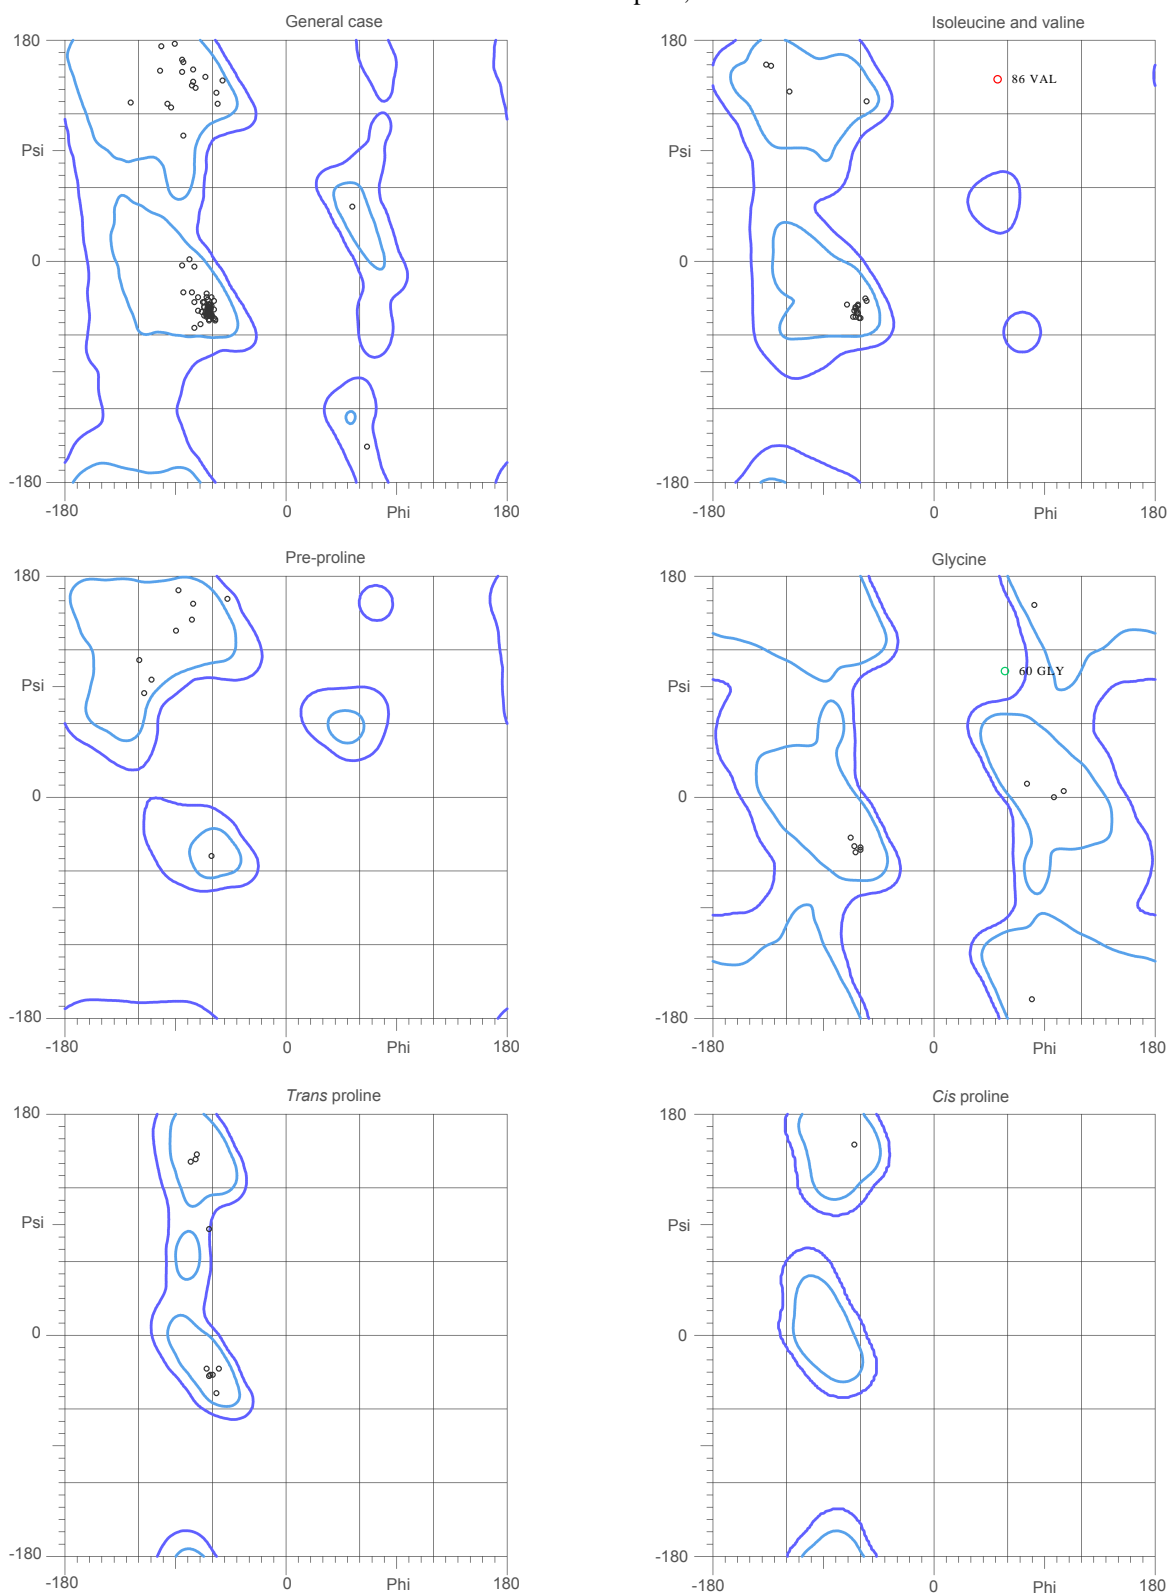 General case
180
Psi
0
-180
-180
0
Phi
180
Isoleucine and valine
180
86 VAL
Psi
0
-180
-180
0
Phi
180
Pre-proline
180
Psi
0
-180
-180
0
Phi
180
Glycine
180
60 GLY
Psi
0
-180
-180
0
Phi
180
Trans proline
180
Psi
0
-180
-180
0
Phi
180
Cis proline
180
Psi
0
-180
-180
0
Phi
180